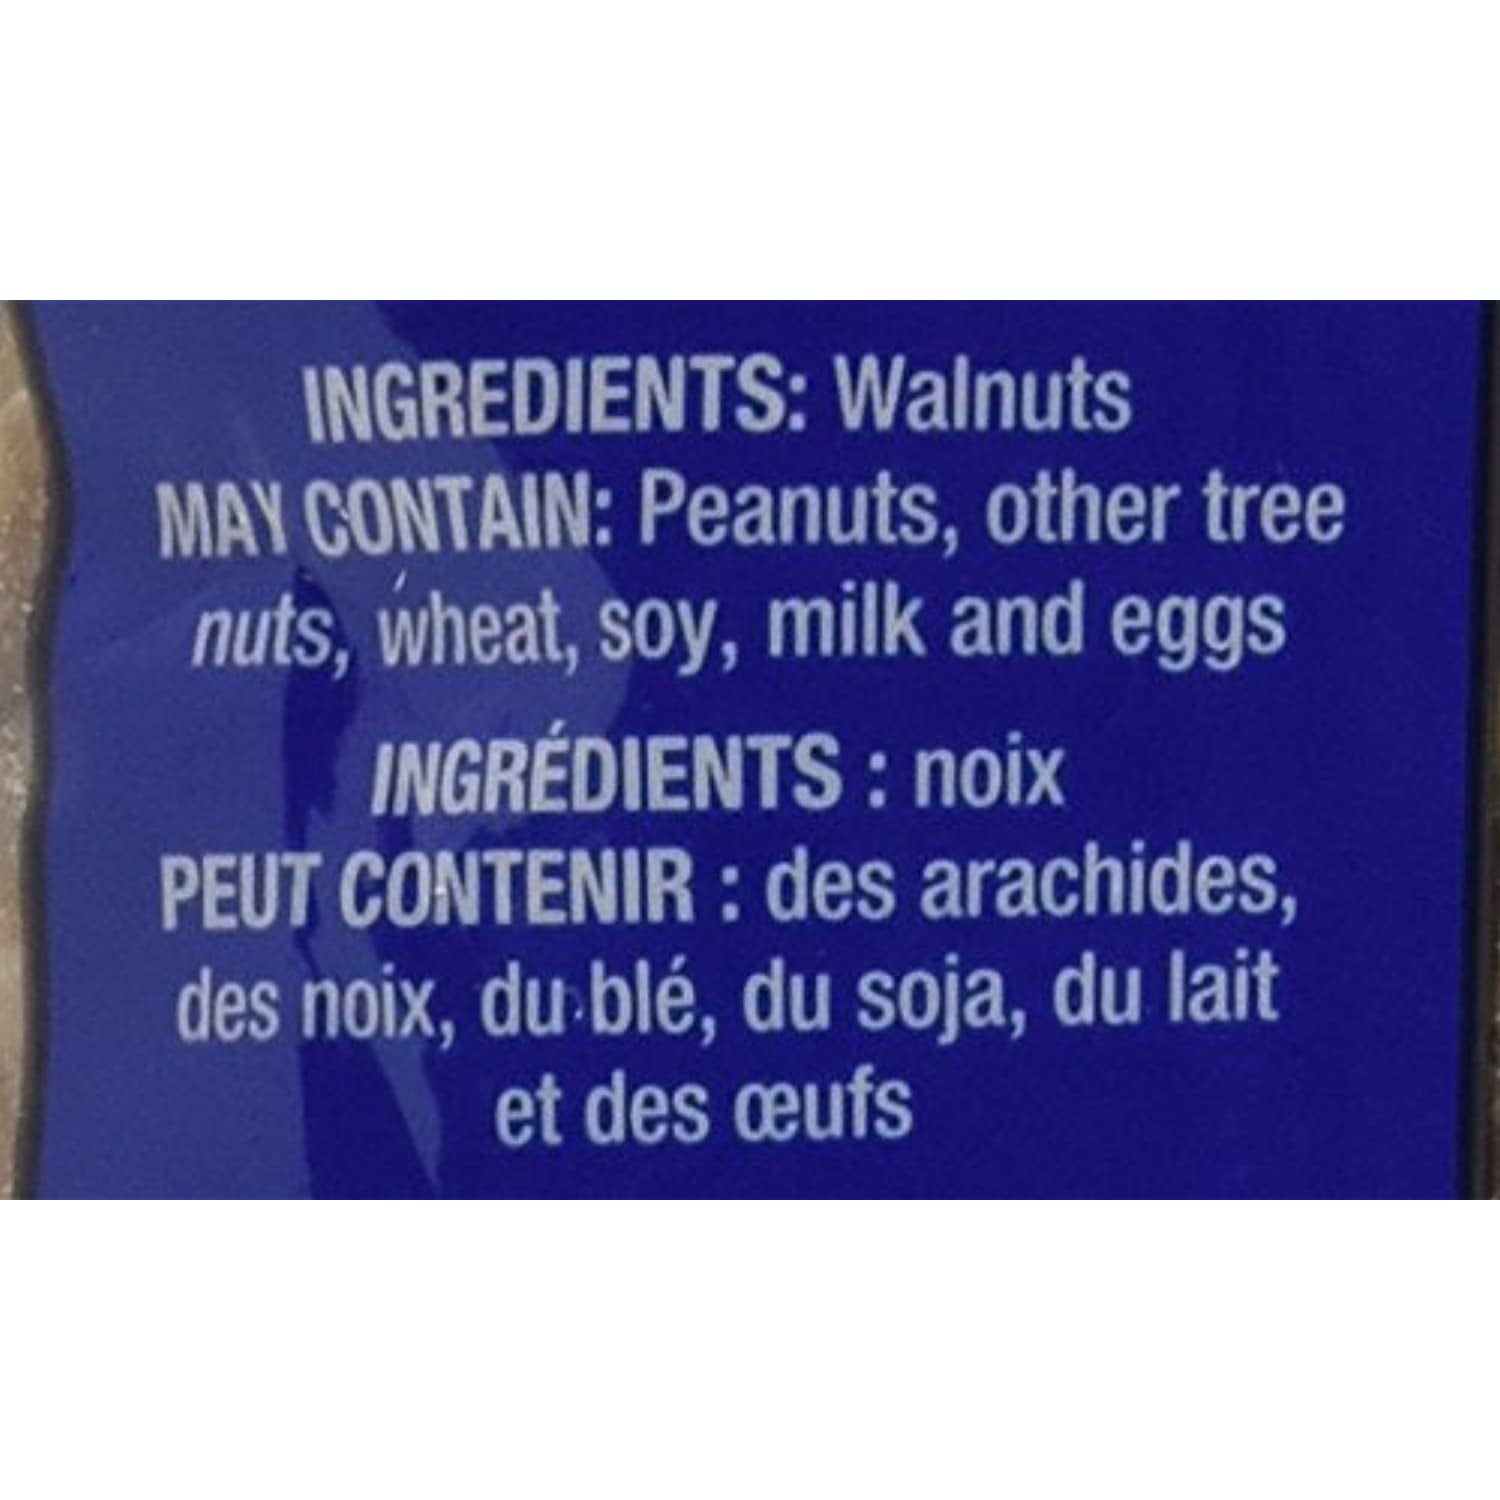 INGREDIENTS: Walnuts
MAY CONTAIN: Peanuts, other tree
nuts, wheat, soy, milk and eggs
INGRÉDIENTS : noix
PEUT CONTENIR : des arachides,
des noix, du blé, du soja, du lait
et des œufs